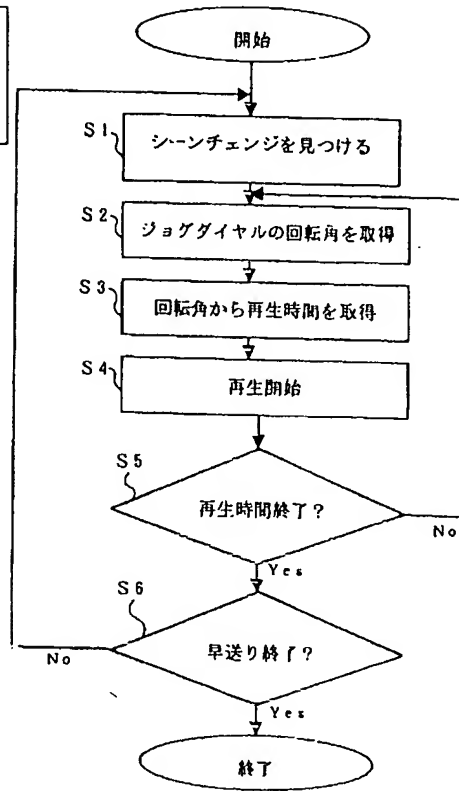 開始
S1
シーンチェンジを見つける
S2
ジョグダイヤルの回転角を取得
S3
回転角から再生時間を取得
S4
再生開始
S5
再生時間終了?
No
Yes
S6
早送り終了?
No
Yes
終了